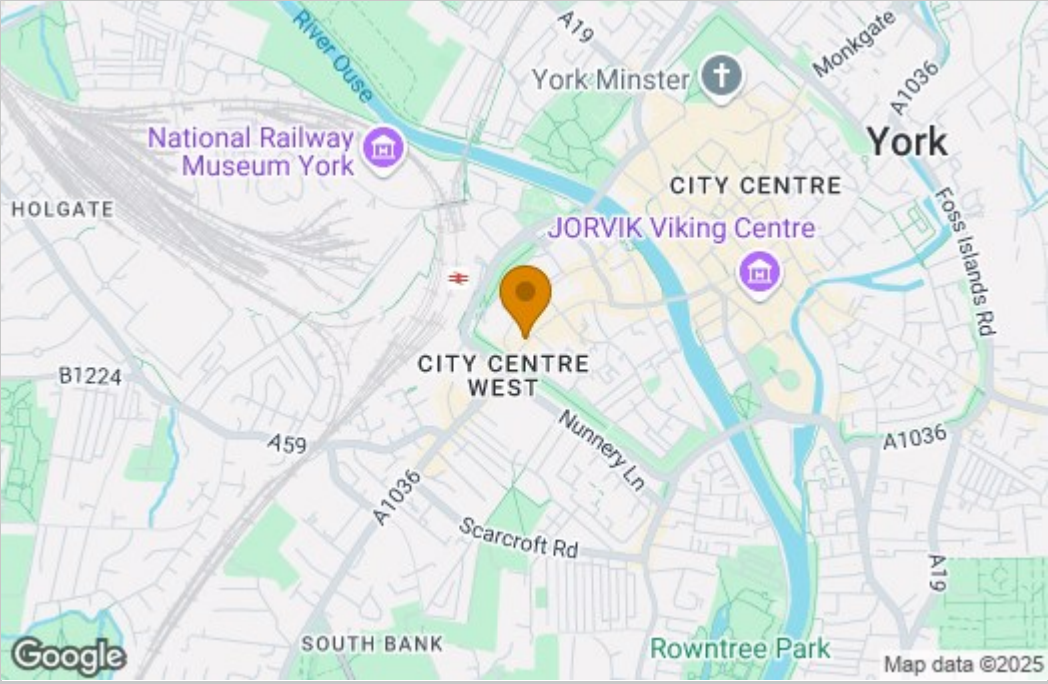 River Ouse
A19
York Minster
Monkgate
A1036
National Railway
Museum York
York
HOLGATE
CITY CENTRE
JORVIK Viking Centre
Foss Islands Rd
CITY CENTRE
WEST
B1224
A59
Nunnery Ln
A1036
A1036
Scarcroft Rd
A19
SOUTH BANK
Rowntree Park
Google
Map data ©2025